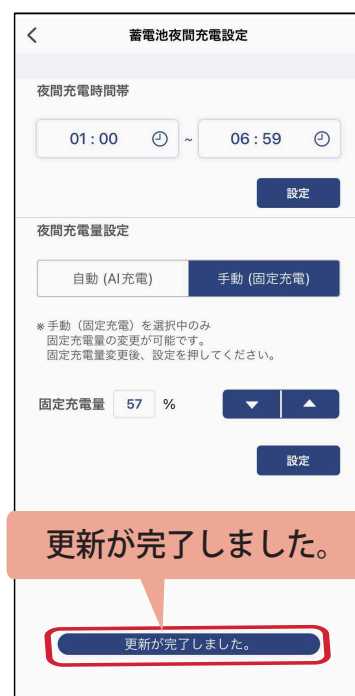 蓄電池夜間充電設定
夜間充電時間帯
01:00 ~ 06:59
設定
夜間充電量設定
自動 (AI充電) 手動 (固定充電)
※手動（固定充電）を選択中のみ
固定充電量の変更が可能です。
固定充電量変更後、設定を押してください。
固定充電量 57 %
設定
更新が完了しました。
更新が完了しました。